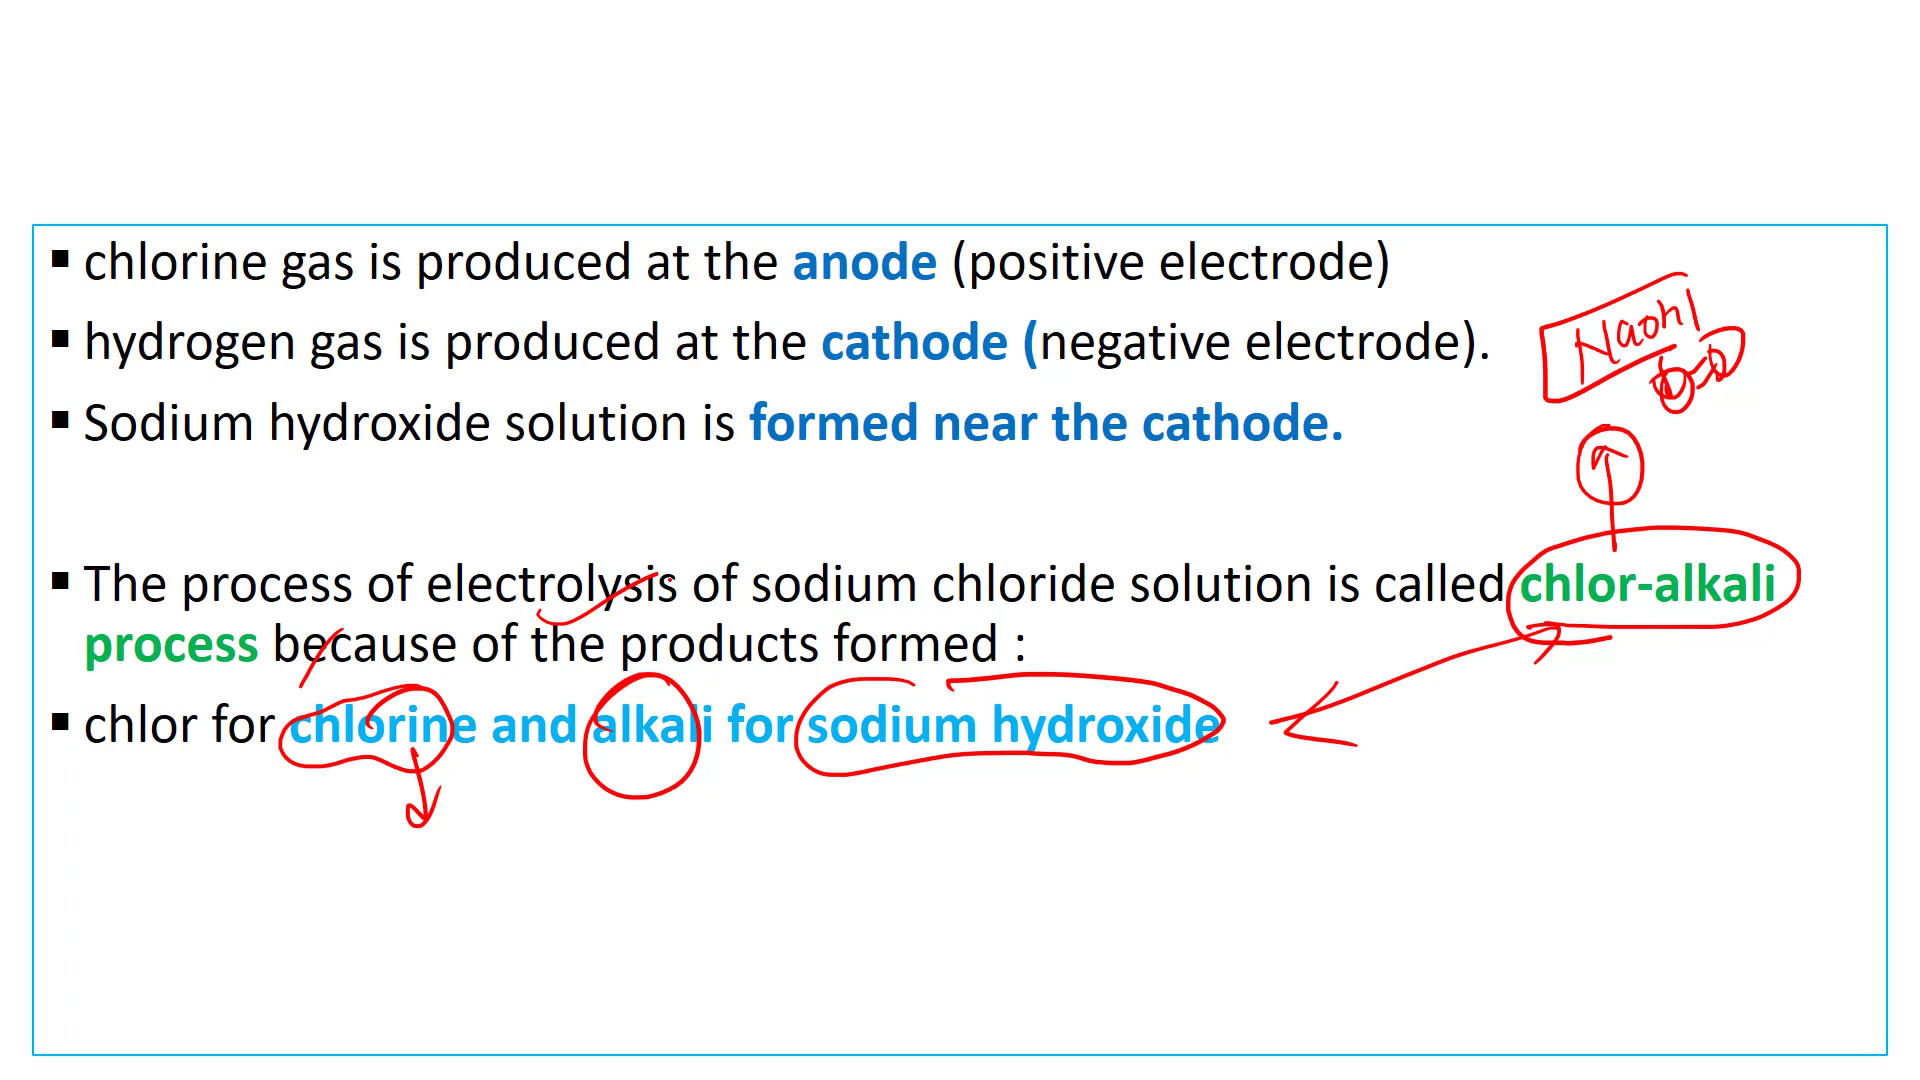 ▪ chlorine gas is produced at the anode (positive electrode)
▪ hydrogen gas is produced at the cathode (negative electrode).
Naohl
▪ Sodium hydroxide solution is formed near the cathode.
▪ The process of electrolysis of sodium chloride solution is called chlor-alkali
process because of the products formed :
▪ chlor for chlorine and alkali for sodium hydroxide